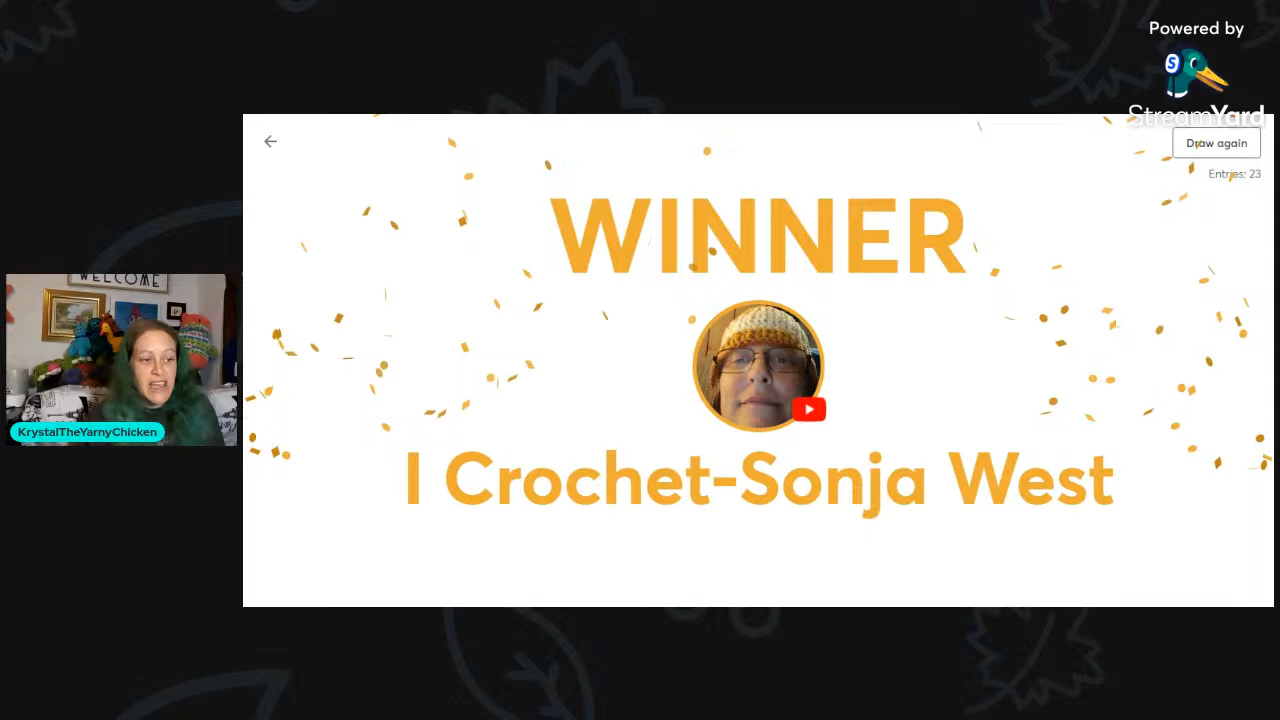 Powered by
StreamYard
Draw again
Entries: 23
WINNER
WELCOME
KrystalTheYarnyChicken
I Crochet-Sonja West